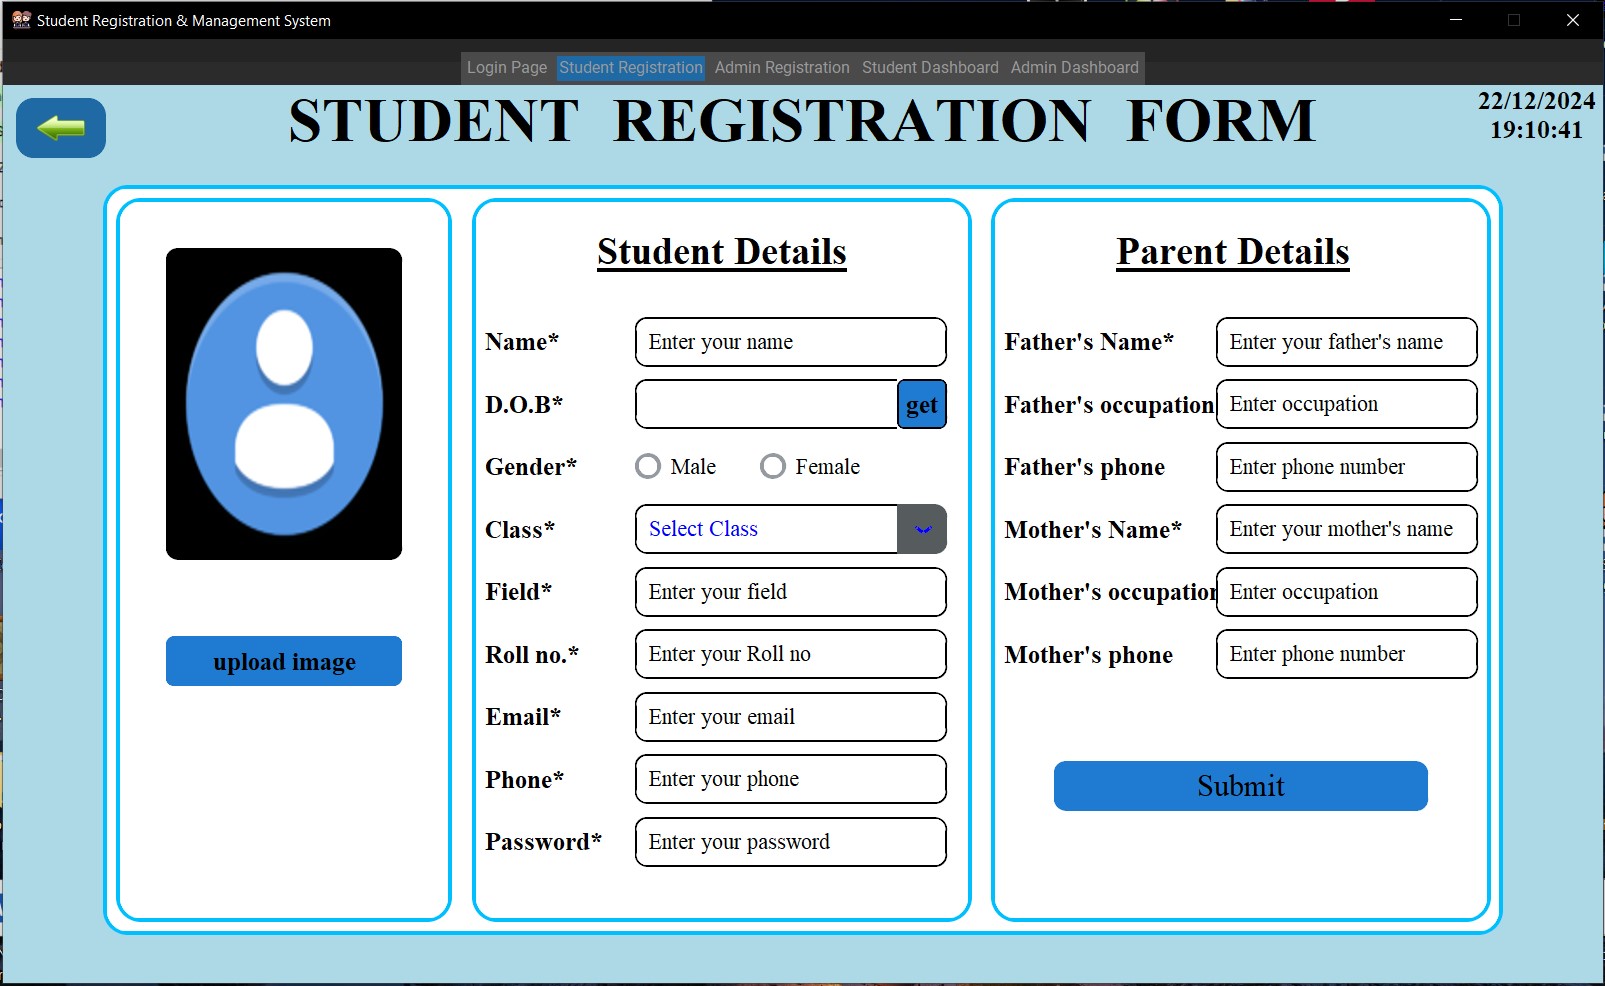 Student Registration & Management System
Login Page Student Registration Admin Registration Student Dashboard Admin Dashboard
STUDENT REGISTRATION FORM
22/12/2024
19:10:41
upload image
Student Details
Name* Enter your name
D.O.B* get
Gender* Male Female
Class* Select Class
Field* Enter your field
Roll no.* Enter your Roll no
Email* Enter your email
Phone* Enter your phone
Password* Enter your password
Parent Details
Father's Name* Enter your father's name
Father's occupation Enter occupation
Father's phone Enter phone number
Mother's Name* Enter your mother's name
Mother's occupation Enter occupation
Mother's phone Enter phone number
Submit